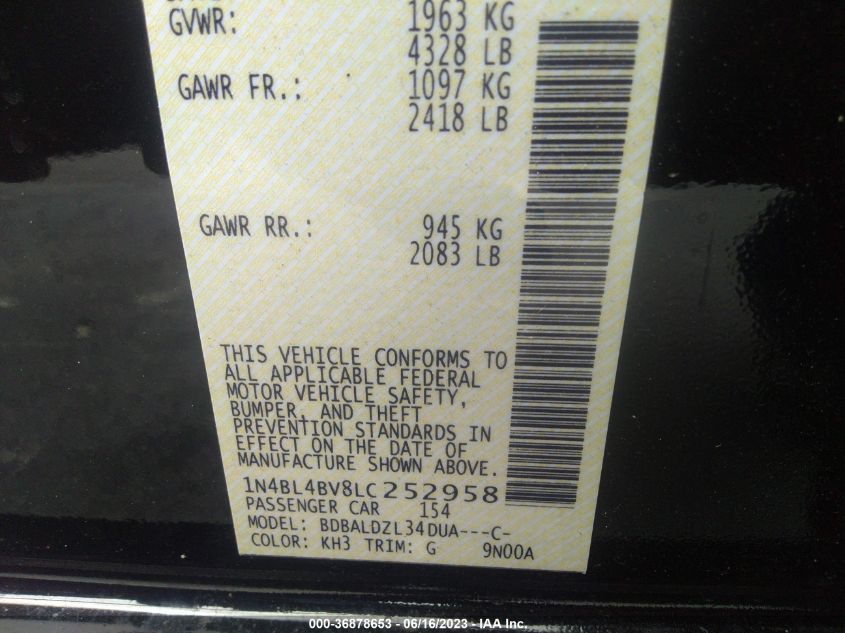 GVWR: 1963 KG
4328 LB
GAWR FR.: 1097 KG
2418 LB
GAWR RR.: 945 KG
2083 LB
THIS VEHICLE CONFORMS TO
ALL APPLICABLE FEDERAL
MOTOR VEHICLE SAFETY,
BUMPER, AND THEFT
PREVENTION STANDARDS IN
EFFECT ON THE DATE OF
MANUFACTURE SHOWN ABOVE.
1N4BL4BV8LC252958
PASSENGER CAR 154
MODEL: BDBALDZL34DUA---C-
COLOR: KH3 TRIM: G 9N00A
000-36878653 - 06/16/2023 - IAA Inc.